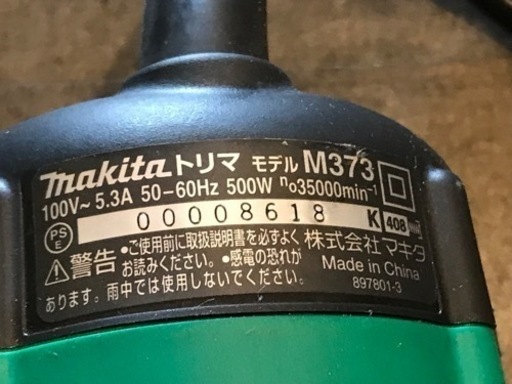 makita トリマ モデル M373
100V~5.3A 50-60Hz 500W no35000min-1
PS E 00008618 K 408
警告 ●ご使用前に取扱説明書を必ずよく 株式会社マキタ
お読みください。●感電の恐れが Made in China
あります。雨中では使用しないでください。 897801-3